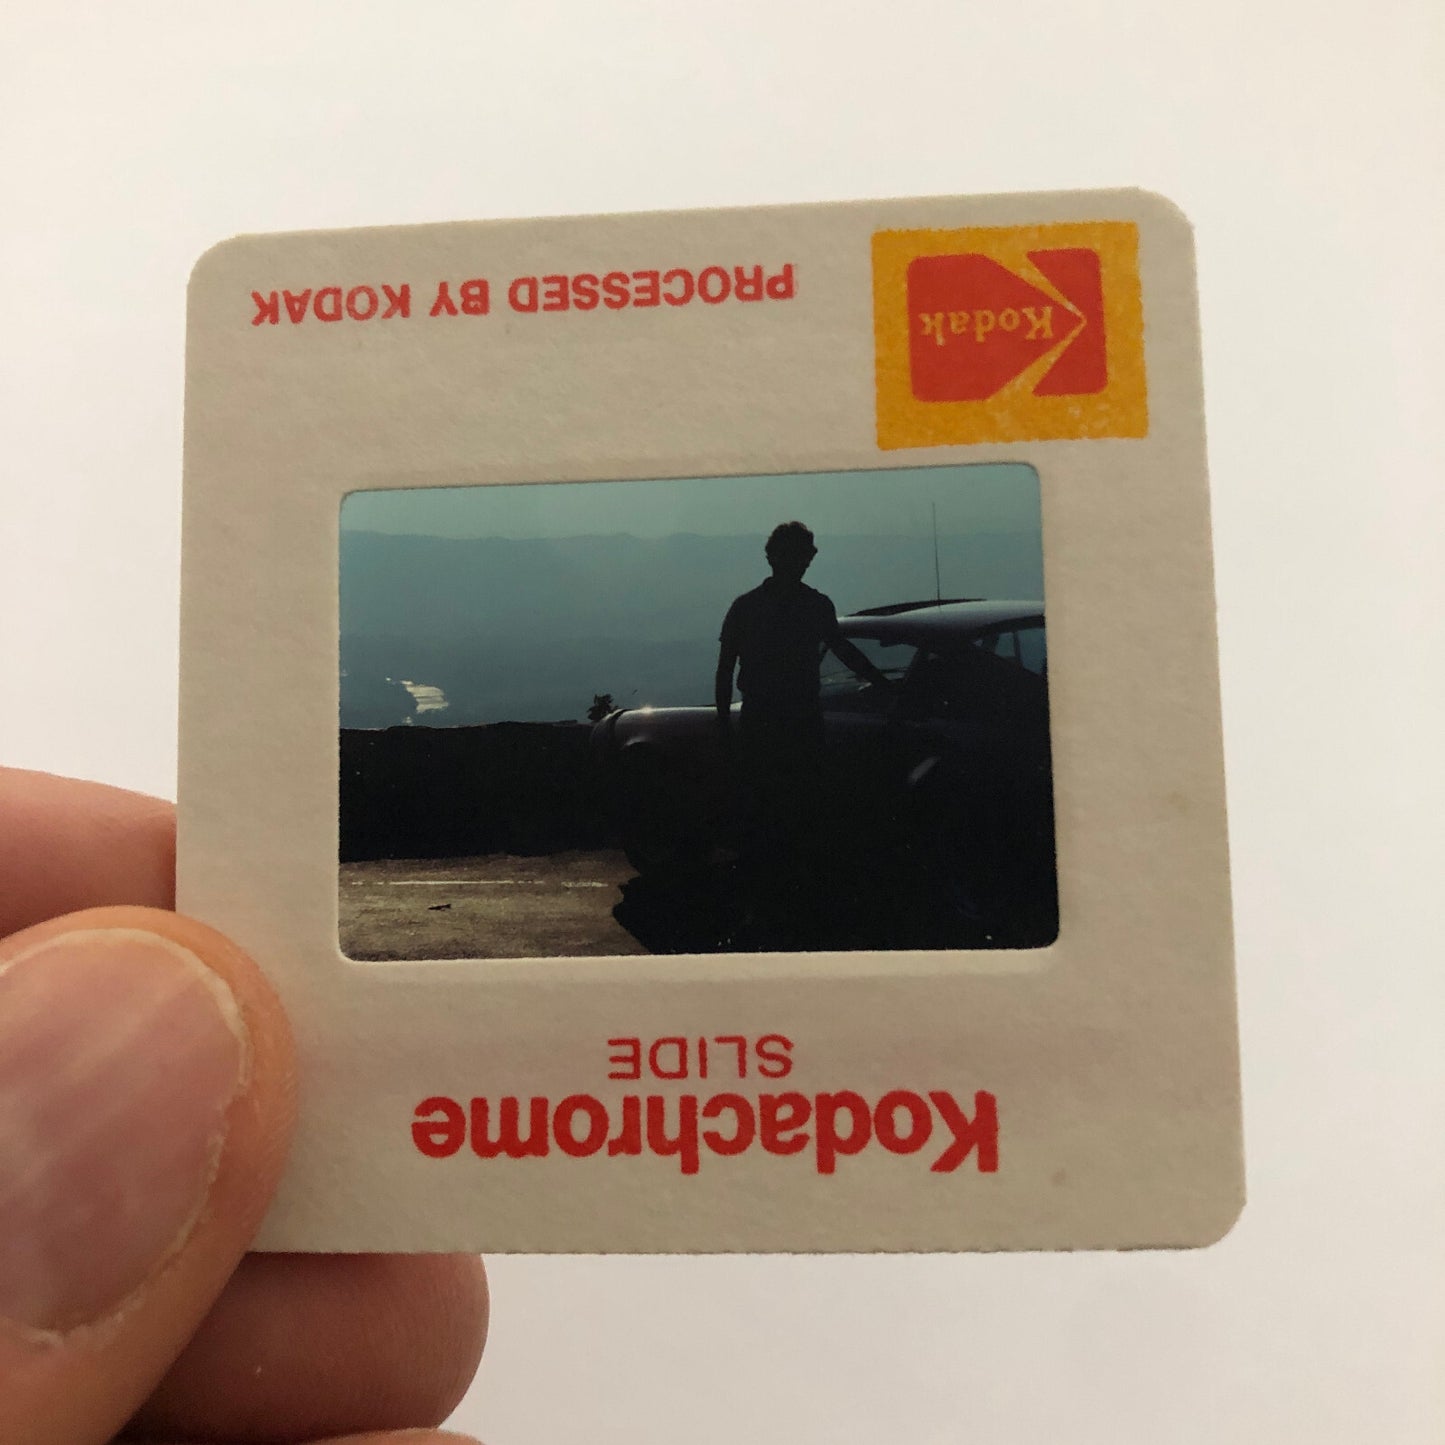 Kodachrome
SLIDE
Kodak
PROCESSED BY KODAK